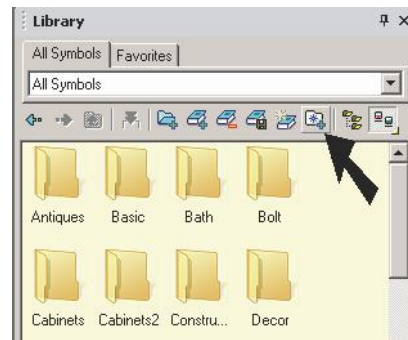 Library
All Symbols Favorites
All Symbols
Antiques Basic Bath Bolt
Cabinets Cabinets2 Constru... Decor